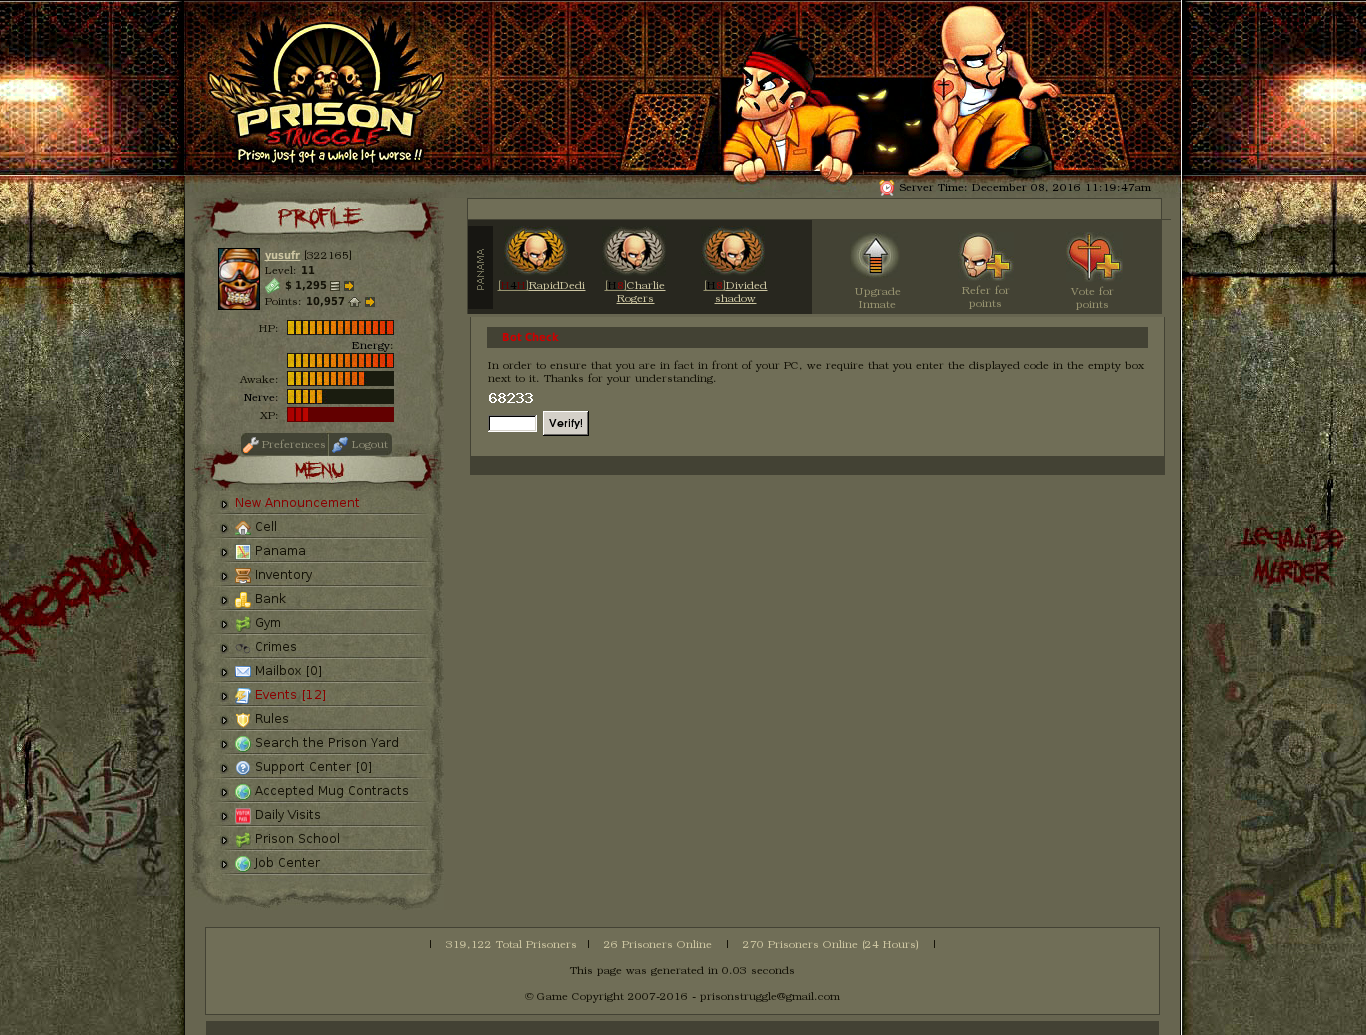 PRISON
STRUGGLE
Prison just got a whole lot worse !!
Server Time: December 08, 2016 11:19:47am
PROFILE
yusufr [322165]
Level: 11
$ 1,295
Points: 10,957
HP:
Energy:
Awake:
Nerve:
XP:
Preferences
Logout
MENU
New Announcement
Cell
Panama
Inventory
Bank
Gym
Crimes
Mailbox [0]
Events [12]
Rules
Search the Prison Yard
Support Center [0]
Accepted Mug Contracts
Daily Visits
Prison School
Job Center
PANAMA
RapidDedi
Charlie
Rogers
Divided
shadow
Upgrade
Inmate
Refer for
points
Vote for
points
Bot Check
In order to ensure that you are in fact in front of your PC, we require that you enter the displayed code in the empty box
next to it. Thanks for your understanding.
68233
Verify!
FREEDOM
LEGALIZE
MURDER
319,122 Total Prisoners
26 Prisoners Online
270 Prisoners Online (24 Hours)
This page was generated in 0.03 seconds
© Game Copyright 2007-2016 - prisonstruggle@gmail.com